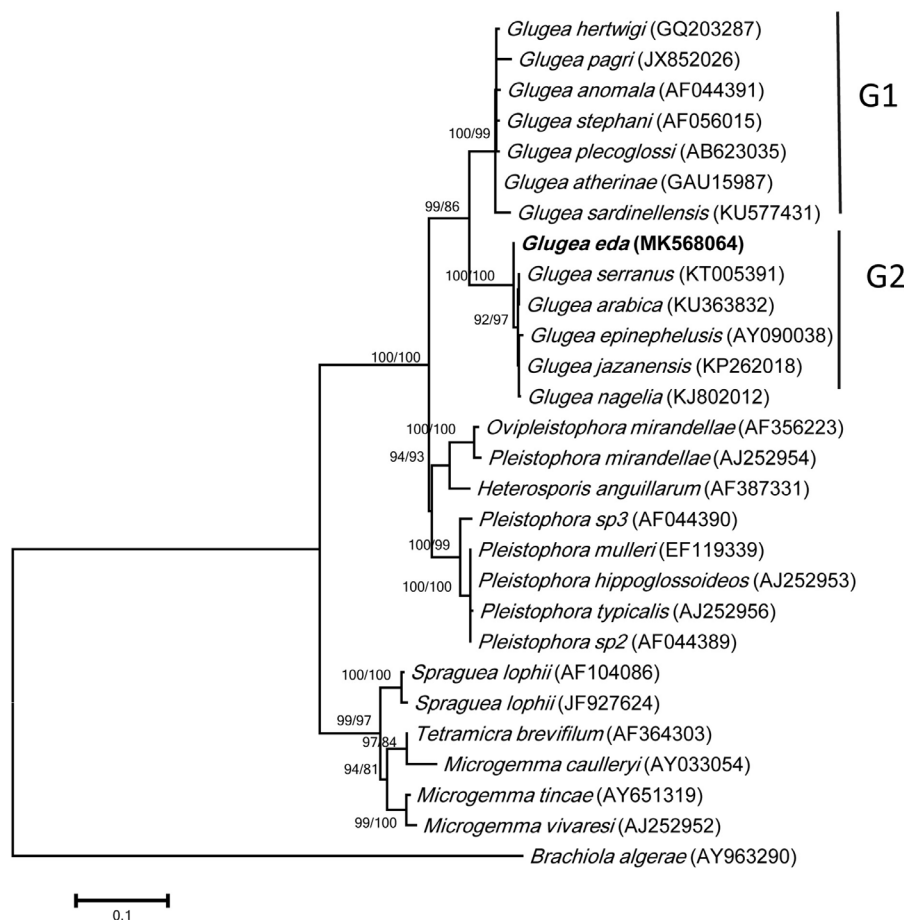 Glugea hertwigi (GQ203287)
Glugea pagri (JX852026)
Glugea anomala (AF044391)
G1
Glugea stephani (AF056015)
100/99
Glugea plecoglossi (AB623035)
Glugea atherinae (GAU15987)
99/86
Glugea sardinellensis (KU577431)
Glugea eda (MK568064)
100/100
Glugea serranus (KT005391)
G2
Glugea arabica (KU363832)
92/97
Glugea epinephelusis (AY090038)
100/100
Glugea jazanensis (KP262018)
Glugea nagelia (KJ802012)
100/100
Ovipleistophora mirandellae (AF356223)
94/93
Pleistophora mirandellae (AJ252954)
Heterosporis anguillarum (AF387331)
Pleistophora sp3 (AF044390)
100/99
Pleistophora mulleri (EF119339)
100/100
Pleistophora hippoglossoideos (AJ252953)
Pleistophora typicalis (AJ252956)
Pleistophora sp2 (AF044389)
100/100
Spraguea lophii (AF104086)
Spraguea lophii (JF927624)
99/97
Tetramicra brevifilum (AF364303)
97/84
94/81
Microgemma caulleryi (AY033054)
Microgemma tincae (AY651319)
99/100
Microgemma vivaresi (AJ252952)
Brachiola algerae (AY963290)
0.1